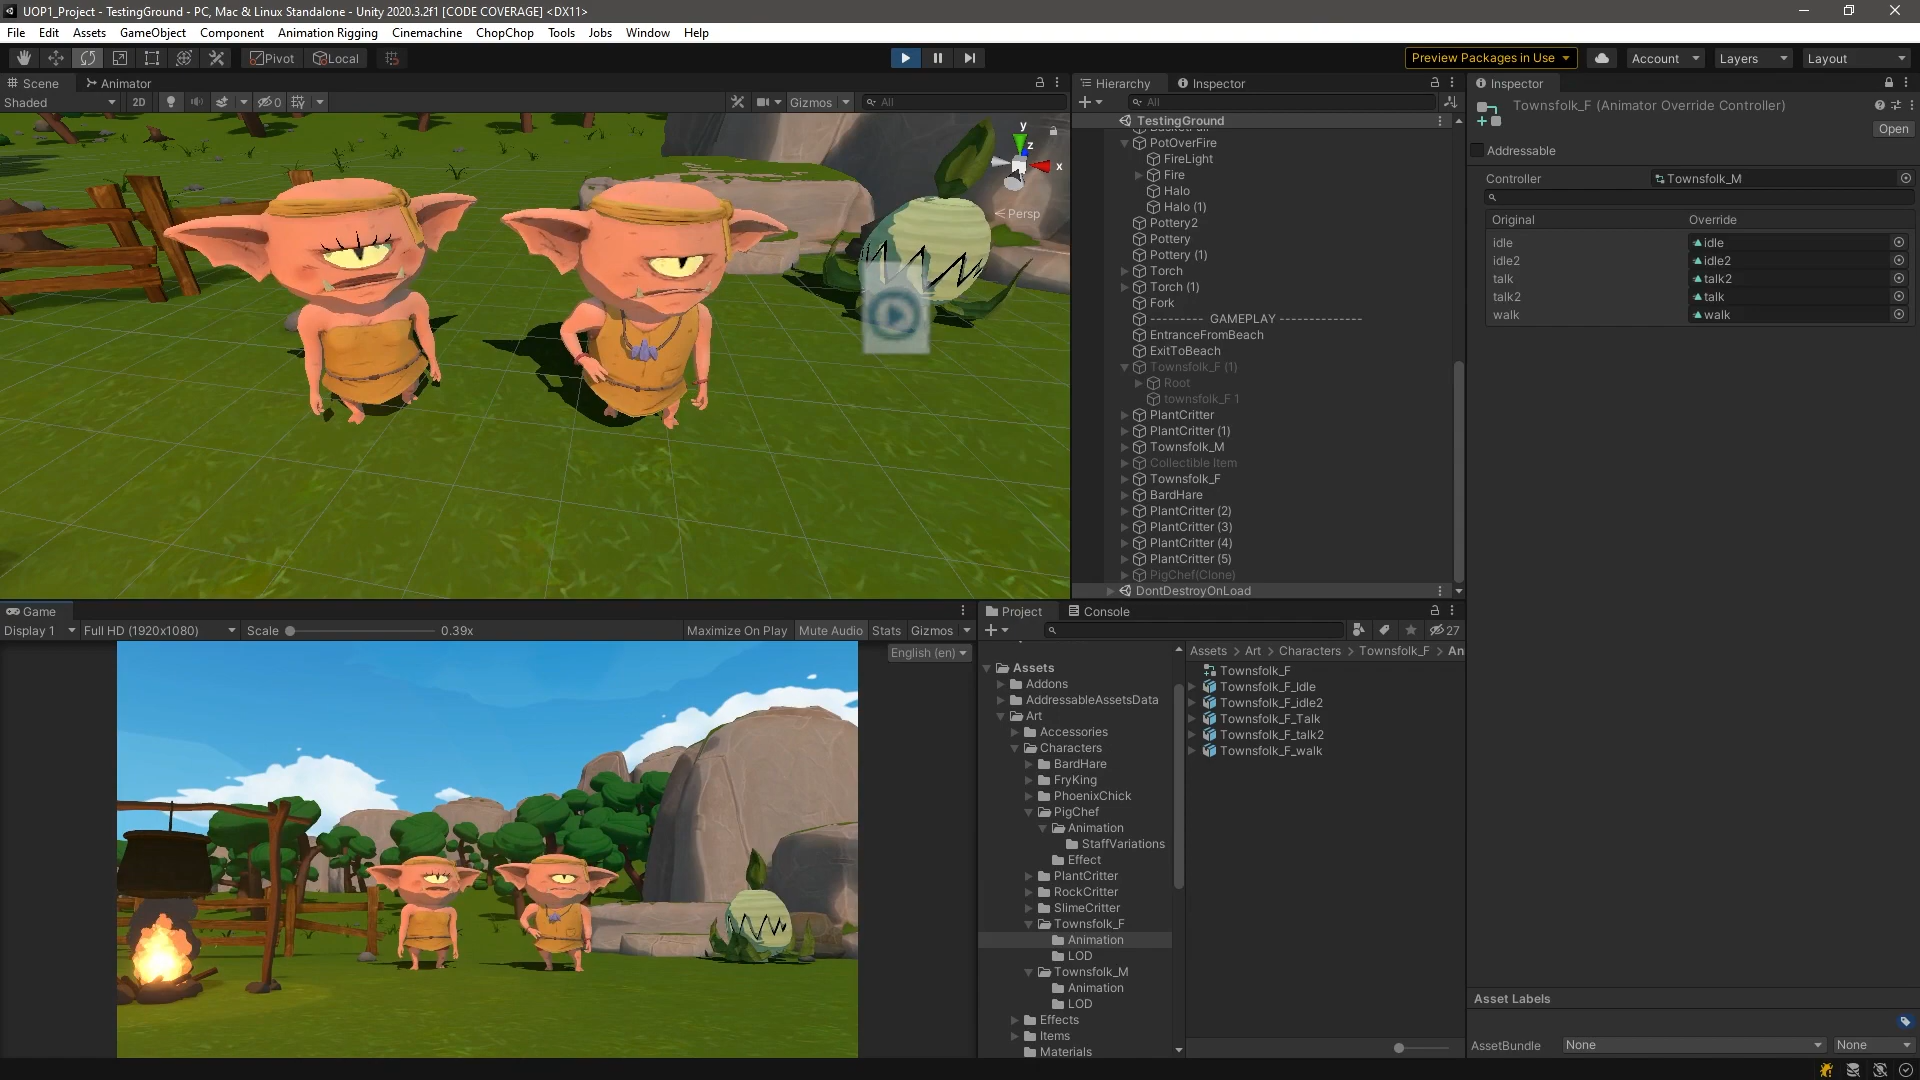 UOP1_Project - TestingGround - PC, Mac & Linux Standalone - Unity 2020.3.2f1 [CODE COVERAGE] <DX11>
File Edit Assets GameObject Component Animation Rigging Cinemachine ChopChop Tools Jobs Window Help
Pivot Local Preview Packages in Use Account Layers Layout
Scene Animator
Shaded 2D 0 Gizmos All
y
z
x
Persp
Hierarchy Inspector
All
TestingGround
PotOverFire
FireLight
Fire
Halo
Halo (1)
Pottery2
Pottery
Pottery (1)
Torch
Torch (1)
Fork
--------- GAMEPLAY --------------
EntranceFromBeach
ExitToBeach
Townsfolk_F (1)
Root
townsfolk_F 1
PlantCritter
PlantCritter (1)
Townsfolk_M
Collectible Item
Townsfolk_F
BardHare
PlantCritter (2)
PlantCritter (3)
PlantCritter (4)
PlantCritter (5)
PigChef(Clone)
DontDestroyOnLoad
Inspector
Townsfolk_F (Animator Override Controller)
Open
Addressable
Controller Townsfolk_M
Original Override
idle idle
idle2 idle2
talk talk2
talk2 talk
walk walk
Game
Display 1 Full HD (1920x1080) Scale 0.39x Maximize On Play Mute Audio Stats Gizmos
English (en)
Project Console
27
Assets
Addons
AddressableAssetsData
Art
Accessories
Characters
BardHare
FryKing
PhoenixChick
PigChef
Animation
StaffVariations
Effect
PlantCritter
RockCritter
SlimeCritter
Townsfolk_F
Animation
LOD
Townsfolk_M
Animation
LOD
Effects
Items
Materials
Assets > Art > Characters > Townsfolk_F > An
Townsfolk_F
Townsfolk_F_Idle
Townsfolk_F_idle2
Townsfolk_F_Talk
Townsfolk_F_talk2
Townsfolk_F_walk
Asset Labels
AssetBundle None None